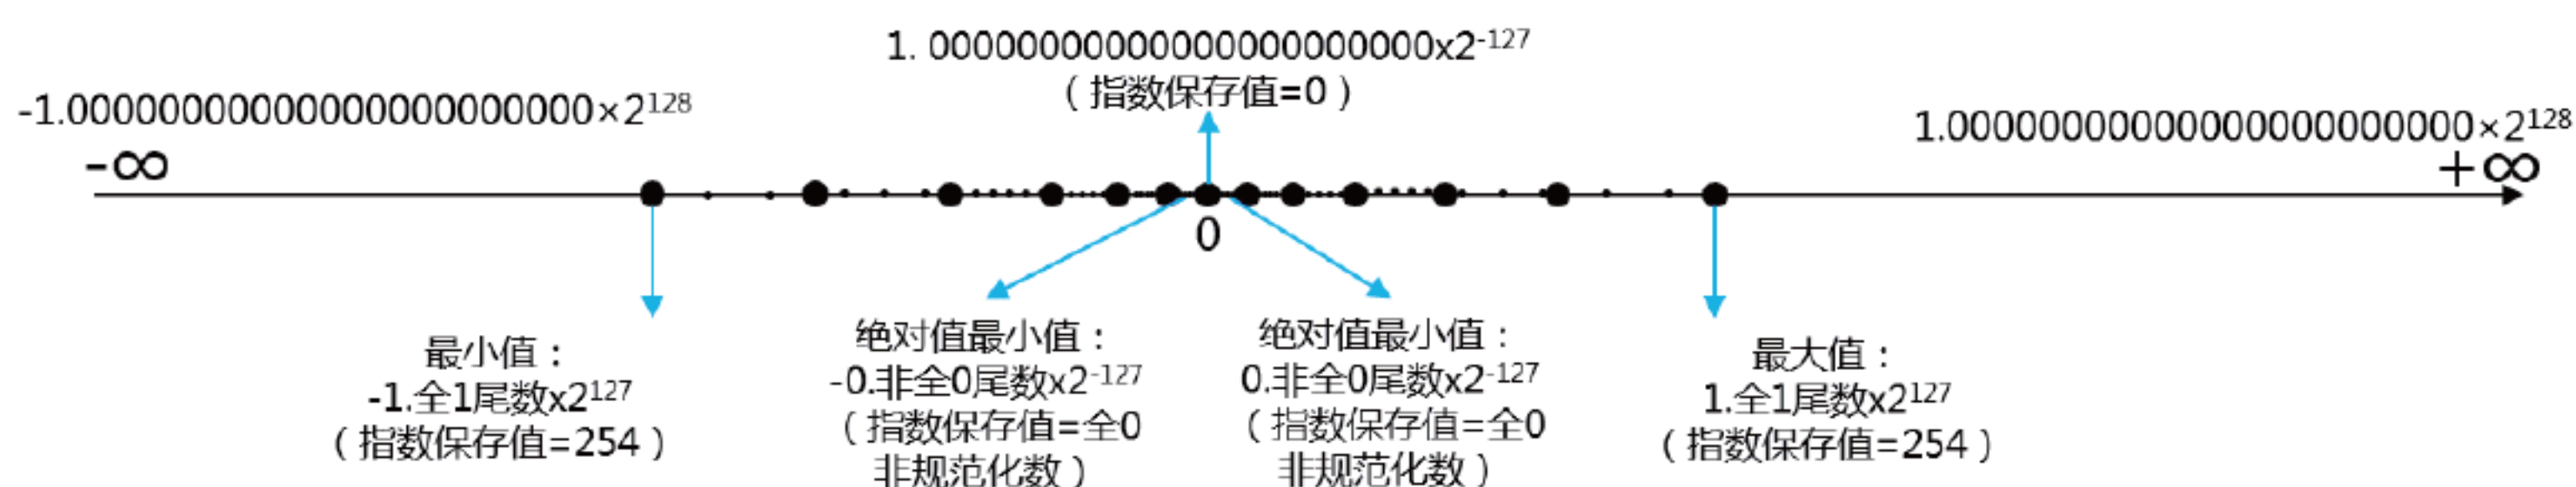 1. 00000000000000000000000x2⁻¹²⁷
（指数保存值=0）
-1.00000000000000000000000×2¹²⁸
1.00000000000000000000000×2¹²⁸
-∞
+∞
0
最小值：
-1.全1尾数x2¹²⁷
（指数保存值=254）
绝对值最小值：
-0.非全0尾数x2⁻¹²⁷
（指数保存值=全0
非规范化数）
绝对值最小值：
0.非全0尾数x2⁻¹²⁷
（指数保存值=全0
非规范化数）
最大值：
1.全1尾数x2¹²⁷
（指数保存值=254）